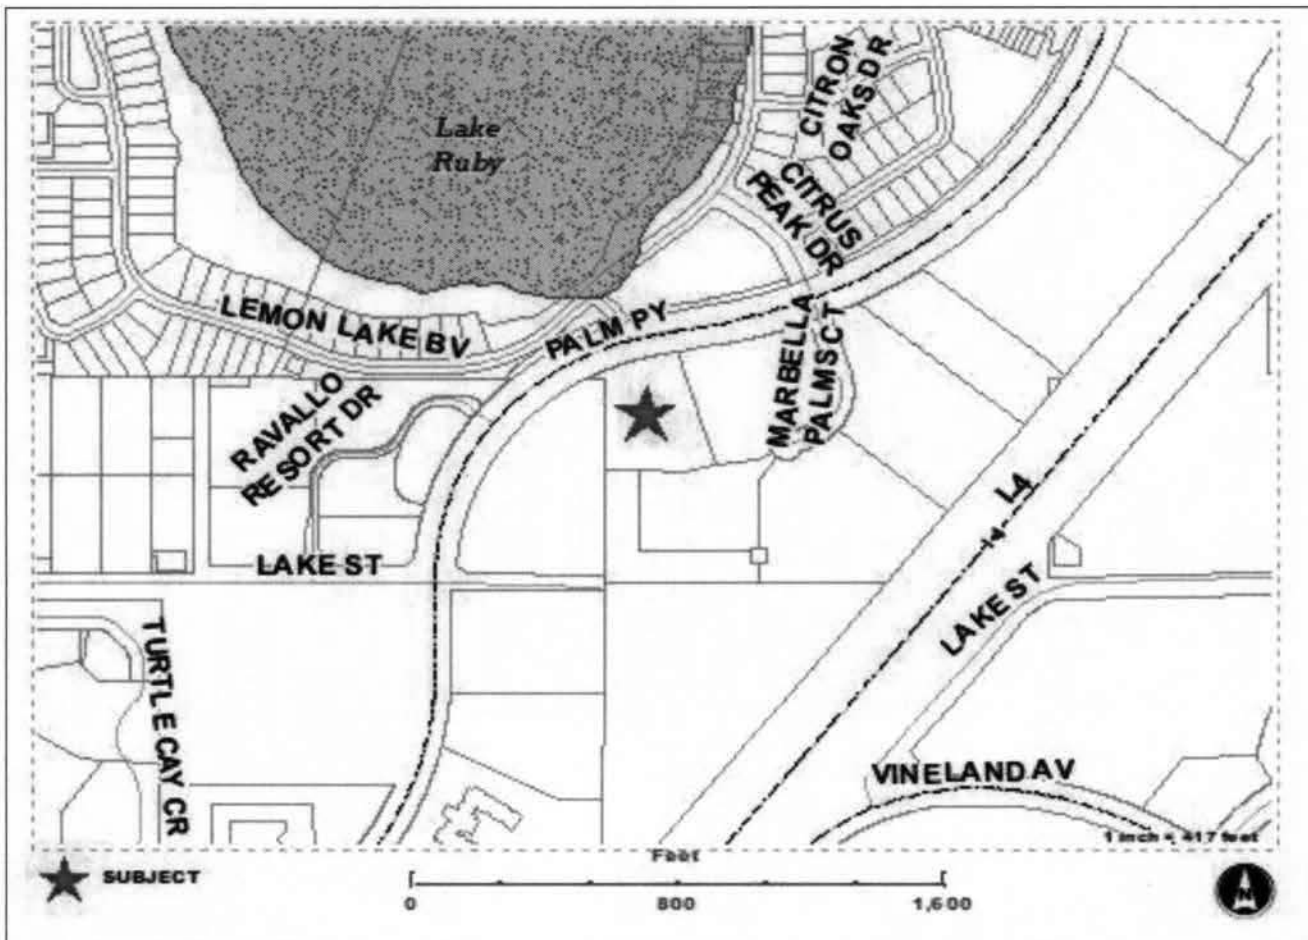 CITRON
OAKS DR
Lake
Ruby
CITRUS
PEAK DR
LEMON LAKE BV
PALM PY
MARBELLA
PALMS CT
RAVALLO
RESORT DR
I-4
I-4
LAKE ST
LAKE ST
TURTLE CAY CR
VINELAND AV
1 inch = 417 feet
Feet
SUBJECT
0 800 1,600
N